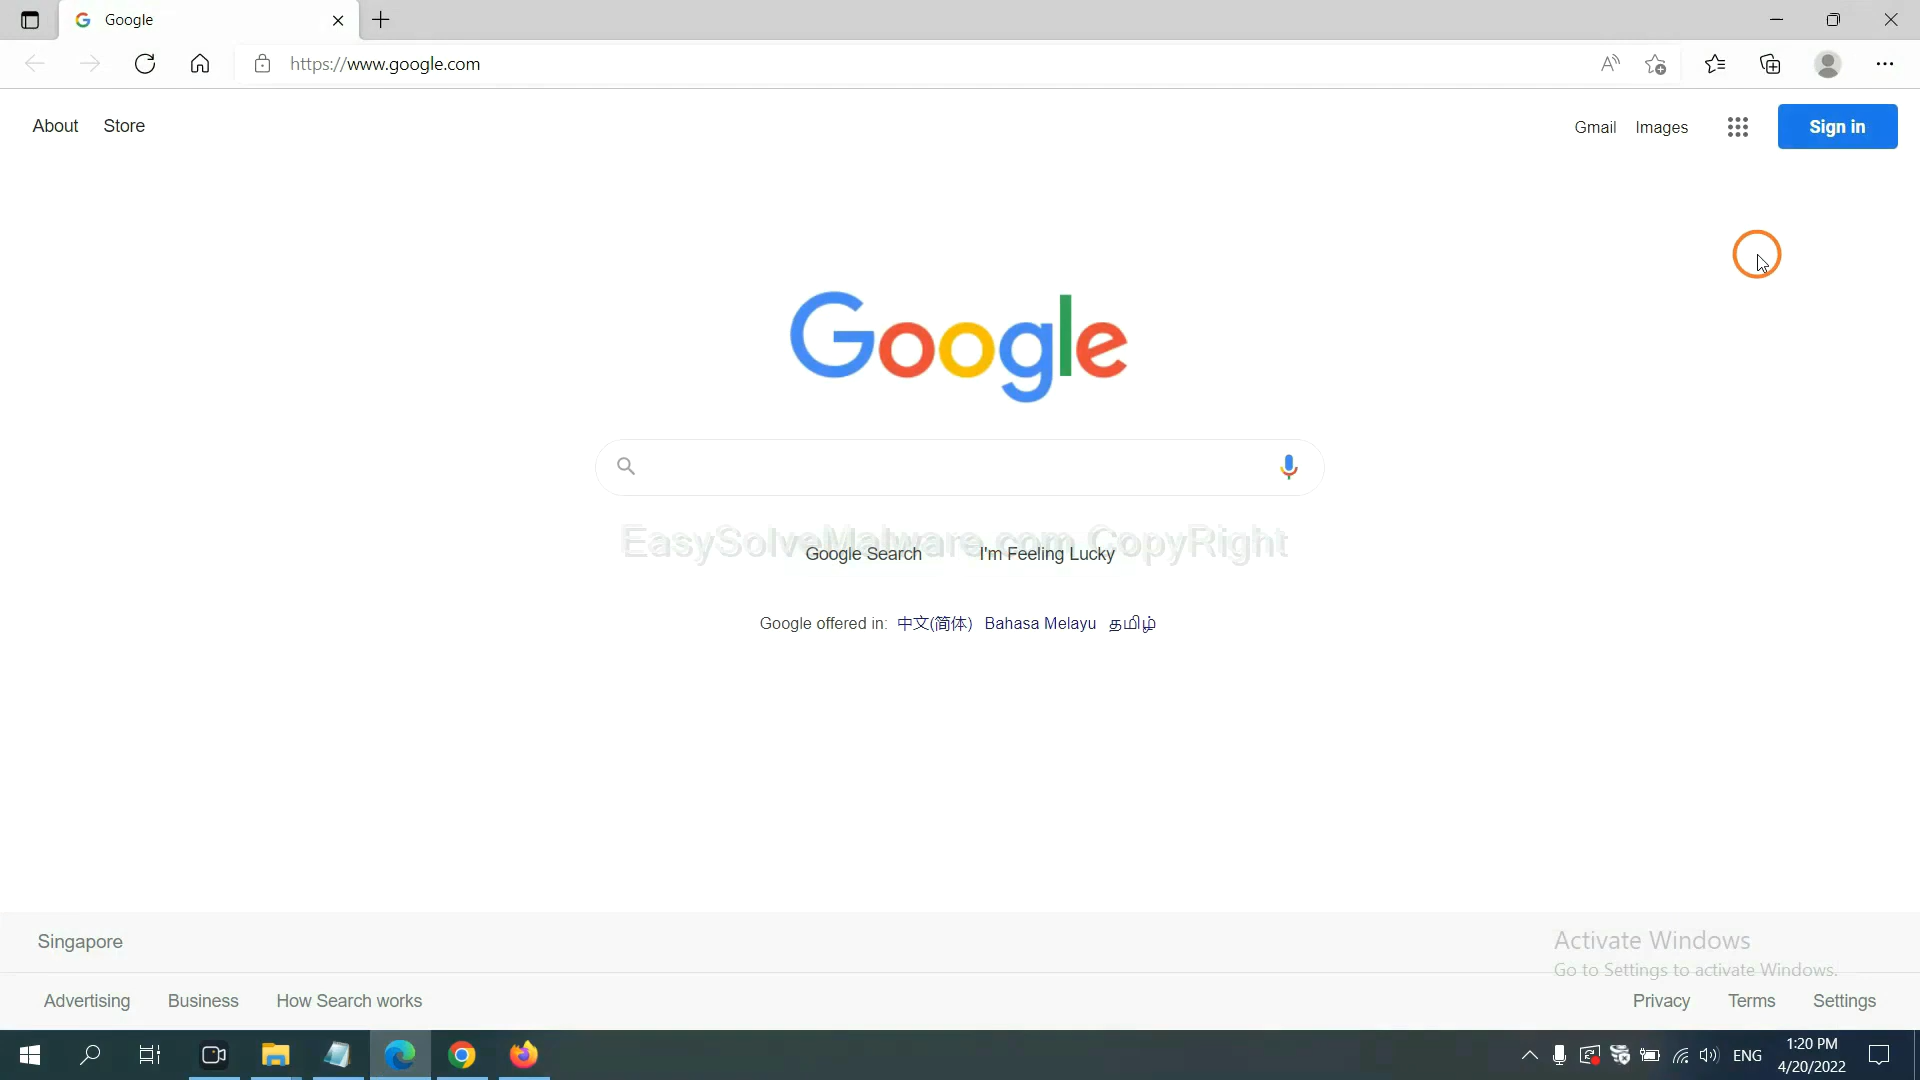 Google
https://www.google.com
About Store
Gmail Images Sign in
Google
EasySolveMalware.com CopyRight
Google Search I'm Feeling Lucky
Google offered in: 中文(简体) Bahasa Melayu தமிழ்
Singapore
Activate Windows
Go to Settings to activate Windows.
Advertising Business How Search works
Privacy Terms Settings
ENG
1:20 PM
4/20/2022